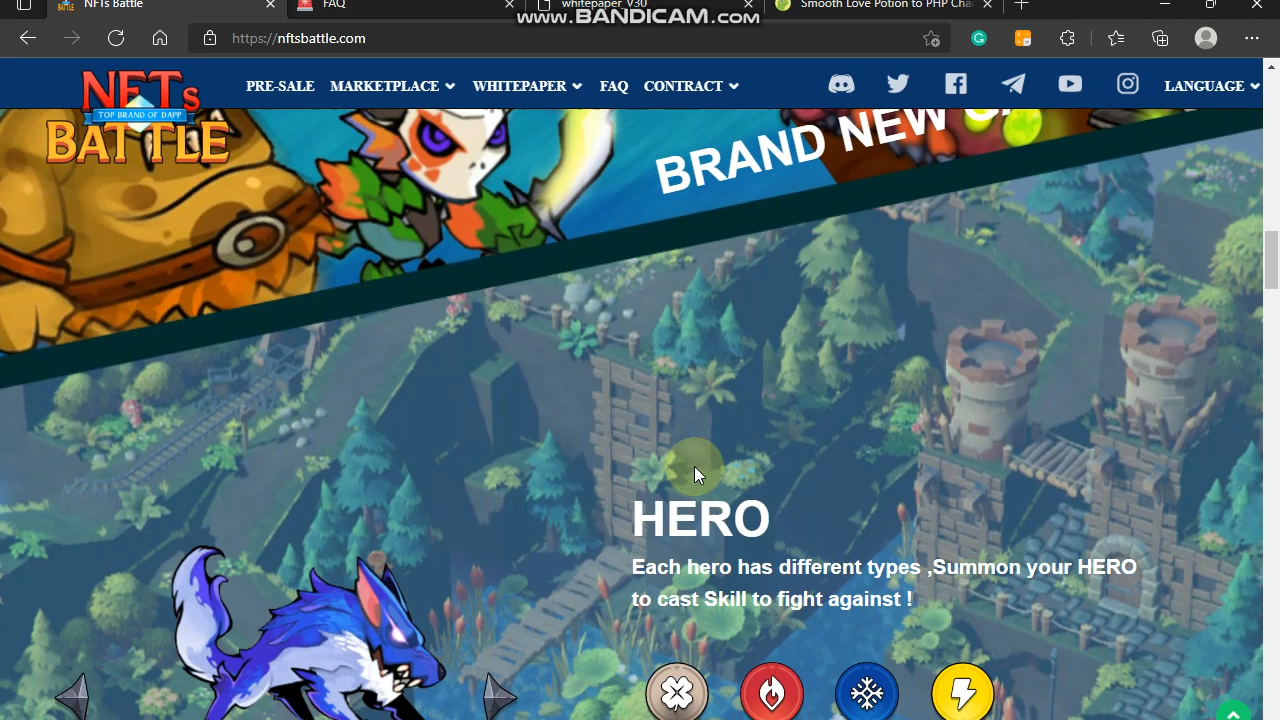 NFTs Battle
FAQ
whitepaper_V30
Smooth Love Potion to PHP Cha
www.BANDICAM.com
https://nftsbattle.com
NFTs
TOP BRAND OF DAPP
BATTLE
PRE-SALE
MARKETPLACE
WHITEPAPER
FAQ
CONTRACT
LANGUAGE
BRAND NEW
HERO
Each hero has different types ,Summon your HERO
to cast Skill to fight against !